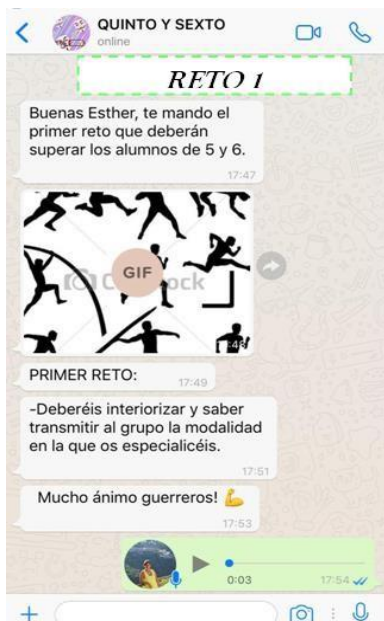 QUINTO Y SEXTO
online
RETO 1
Buenas Esther, te mando el
primer reto que deberán
superar los alumnos de 5 y 6.
17:47
GIF
PRIMER RETO:
17:49
-Deberéis interiorizar y saber
transmitir al grupo la modalidad
en la que os especialicéis.
17:51
Mucho ánimo guerreros! 💪
17:53
0:03
17:54